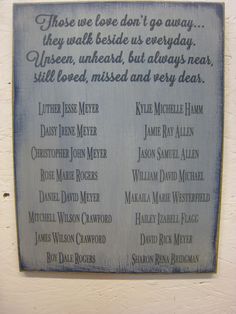 Those we love don't go away...
they walk beside us everyday.
Unseen, unheard, but always near,
still loved, missed and very dear.
Luther Jesse Meyer
Daisy Irene Meyer
Christopher John Meyer
Rose Marie Rogers
Daniel David Meyer
Mitchell Wilson Crawford
James Wilson Crawford
Roy Dale Rogers
Kylie Michelle Hamm
Jamie Ray Allen
Jason Samuel Allen
William David Michael
Makaila Marie Westerfield
Hailey Izabell Flagg
David Rick Meyer
Sharon Rena Bridgman